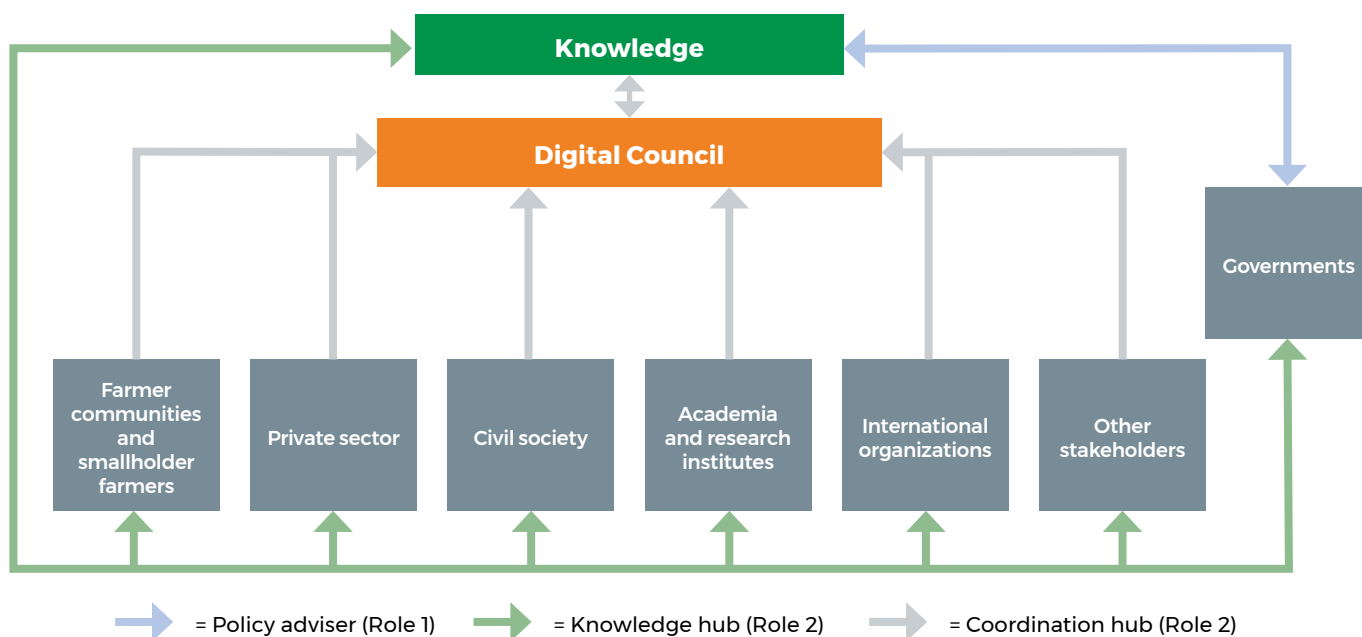 Knowledge
Digital Council
Governments
Farmer
communities
and
smallholder
farmers
Private sector
Civil society
Academia
and research
institutes
International
organizations
Other
stakeholders
= Policy adviser (Role 1)
= Knowledge hub (Role 2)
= Coordination hub (Role 2)